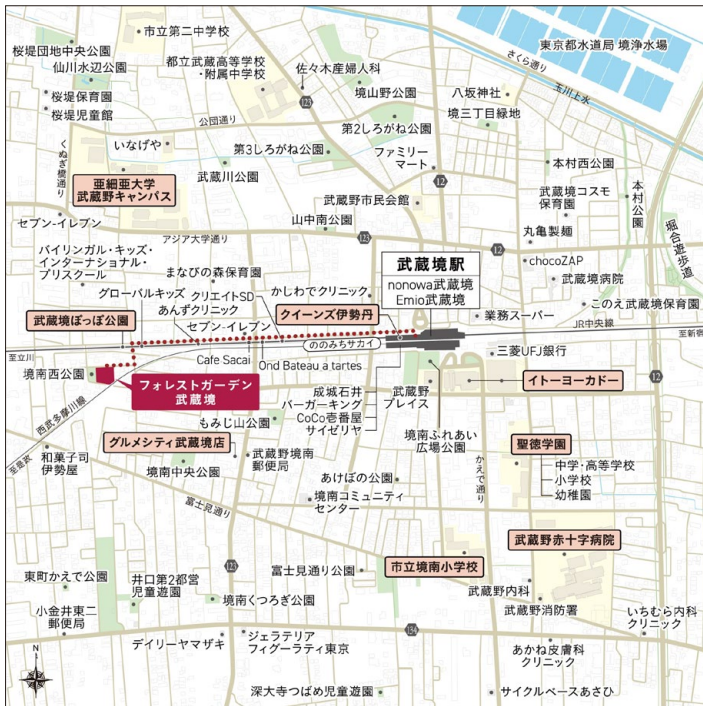 市立第二中学校
東京都水道局 境浄水場
桜堤団地中央公園
仙川水辺公園
都立武蔵高等学校
・附属中学校
佐々木産婦人科
さくら通り
玉川上水
桜堤保育園
桜堤児童館
境山野公園
八坂神社
123
公団通り
第2しろがね公園
境三丁目緑地
いなげや
第3しろがね公園
ファミリー
マート
くぬぎ橋通り
武蔵川公園
12
本村西公園
亜細亜大学
武蔵野キャンパス
武蔵境コスモ
保育園
本村公園
武蔵野市民会館
セブン-イレブン
山中南公園
丸亀製麺
堀合遊歩道
アジア大学通り
123
12
バイリンガル・キッズ・
インターナショナル・
プリスクール
まなびの森保育園
武蔵境駅
nonowa武蔵境
Emio武蔵境
chocoZAP
武蔵境病院
グローバルキッズ
クリエイトSD
かしわでクリニック
あんずクリニック
このえ武蔵境保育園
武蔵境ぽっぽ公園
セブン-イレブン
クイーンズ伊勢丹
業務スーパー
JR中央線
至新宿
至立川
ののみちサカイ
Cafe Sacai
Ond Bateau a tartes
三菱UFJ銀行
境南西公園
フォレストガーデン
武蔵境
成城石井
バーガーキング
CoCo壱番屋
サイゼリヤ
武蔵野
プレイス
イトーヨーカドー
12
西武多摩川線
もみじ山公園
境南ふれあい
広場公園
至是政
和菓子司
伊勢屋
グルメシティ武蔵境店
武蔵野境南
郵便局
聖徳学園
中学・高等学校
小学校
幼稚園
境南中央公園
あけぼの公園
かえで通り
境南コミュニティ
センター
富士見通り
武蔵野赤十字病院
123
富士見通り公園
市立境南小学校
東町かえで公園
井口第2都営
児童遊園
武蔵野内科
境南くつろぎ公園
武蔵野消防署
小金井東二
郵便局
いちむら内科
クリニック
134
デイリーヤマザキ
ジェラテリア
フィグーラティ東京
あかね皮膚科
クリニック
N
深大寺つばめ児童遊園
サイクルベースあさひ